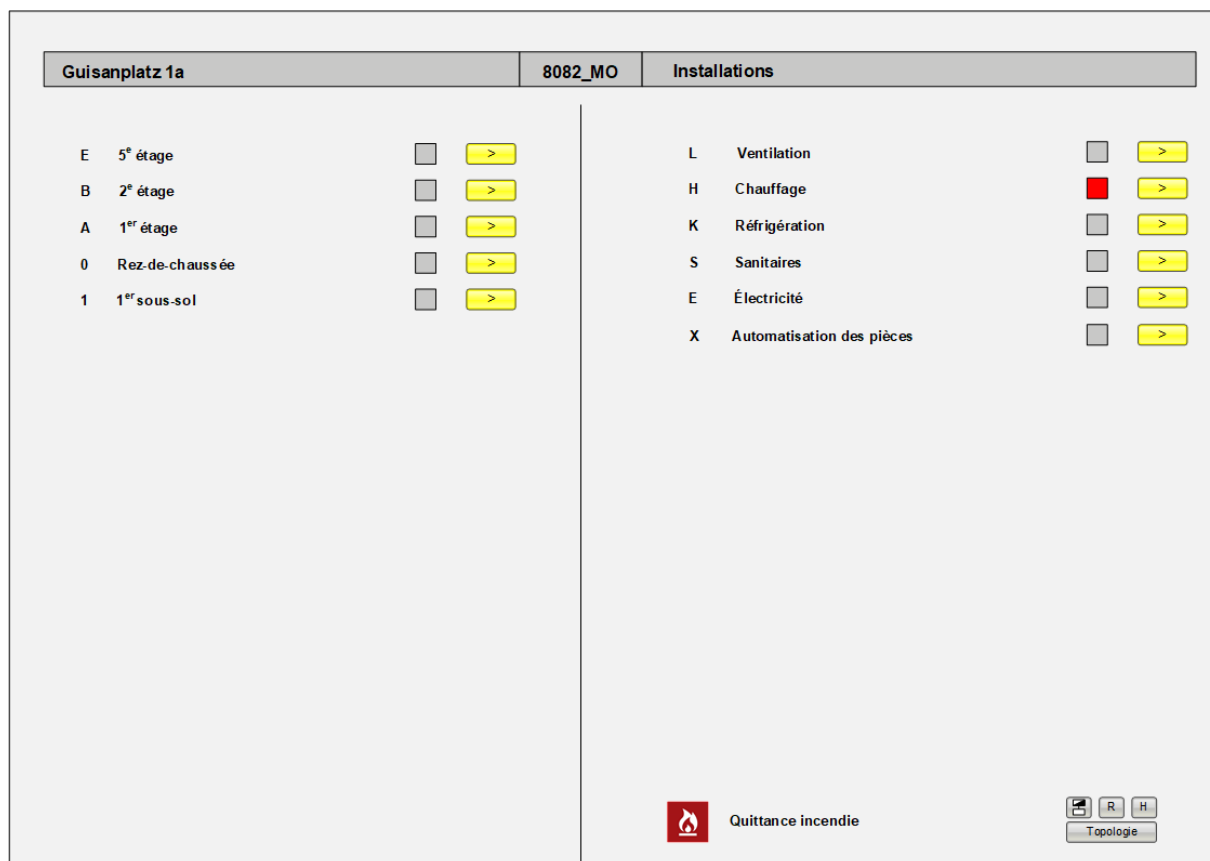 Guisanplatz 1a 8082_MO Installations
E 5e étage >
B 2e étage >
A 1er étage >
0 Rez-de-chaussée >
1 1er sous-sol >
L Ventilation >
H Chauffage >
K Réfrigération >
S Sanitaires >
E Électricité >
X Automatisation des pièces >
Quittance incendie
R H
Topologie